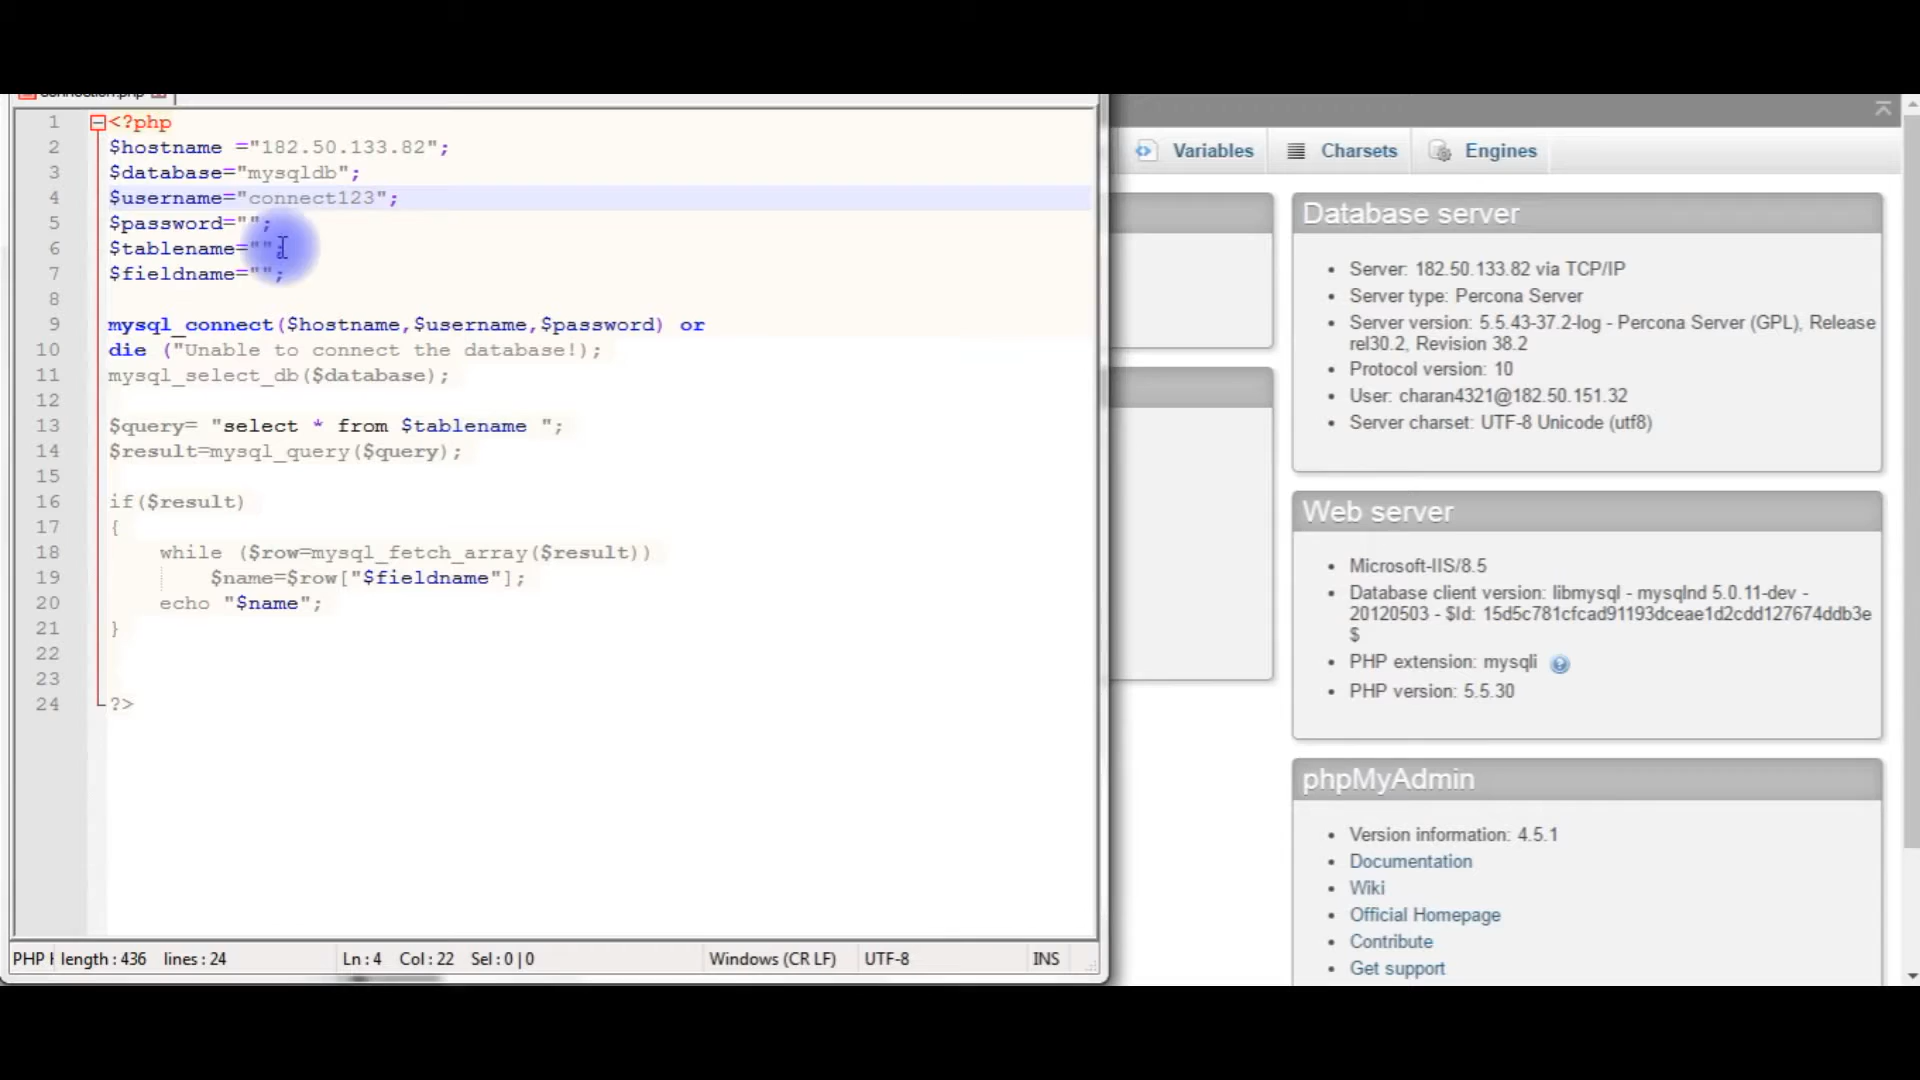 connection.php
1 <?php
2 $hostname ="182.50.133.82";
3 $database="mysqldb";
4 $username="connect123";
5 $password="";
6 $tablename="";
7 $fieldname="";
8
9 mysql_connect($hostname,$username,$password) or
10 die ("Unable to connect the database!);
11 mysql_select_db($database);
12
13 $query= "select * from $tablename ";
14 $result=mysql_query($query);
15
16 if($result)
17 {
18 while ($row=mysql_fetch_array($result))
19 $name=$row["$fieldname"];
20 echo "$name";
21 }
22
23
24 ?>
PHP length : 436 lines : 24 Ln : 4 Col : 22 Sel : 0 | 0 Windows (CR LF) UTF-8 INS
Variables Charsets Engines
Database server
Server: 182.50.133.82 via TCP/IP
Server type: Percona Server
Server version: 5.5.43-37.2-log - Percona Server (GPL), Release
rel30.2, Revision 38.2
Protocol version: 10
User: charan4321@182.50.151.32
Server charset: UTF-8 Unicode (utf8)
Web server
Microsoft-IIS/8.5
Database client version: libmysql - mysqlnd 5.0.11-dev -
20120503 - $Id: 15d5c781cfcad91193dceae1d2cdd127674ddb3e
$
PHP extension: mysqli
PHP version: 5.5.30
phpMyAdmin
Version information: 4.5.1
Documentation
Wiki
Official Homepage
Contribute
Get support